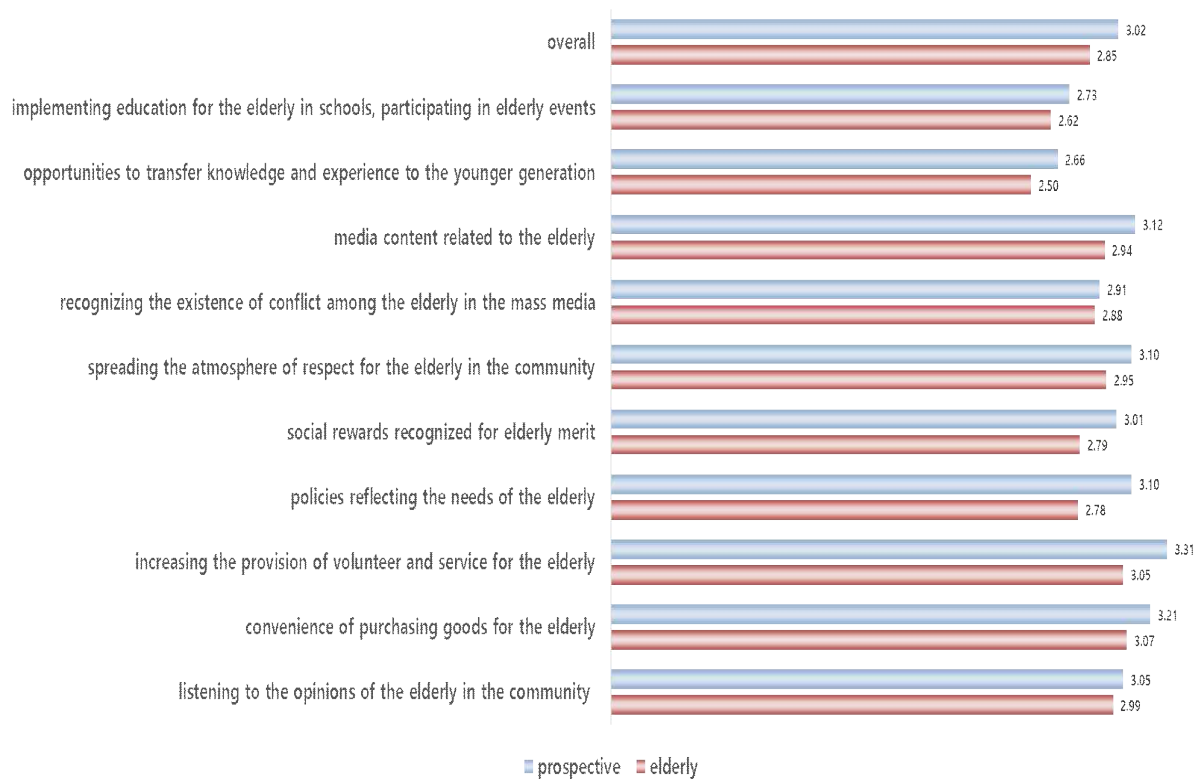 overall
3.02
2.85
implementing education for the elderly in schools, participating in elderly events
2.73
2.62
opportunities to transfer knowledge and experience to the younger generation
2.66
2.50
media content related to the elderly
3.12
2.94
recognizing the existence of conflict among the elderly in the mass media
2.91
2.88
spreading the atmosphere of respect for the elderly in the community
3.10
2.95
social rewards recognized for elderly merit
3.01
2.79
policies reflecting the needs of the elderly
3.10
2.78
increasing the provision of volunteer and service for the elderly
3.31
3.05
convenience of purchasing goods for the elderly
3.21
3.07
listening to the opinions of the elderly in the community
3.05
2.99
prospective elderly